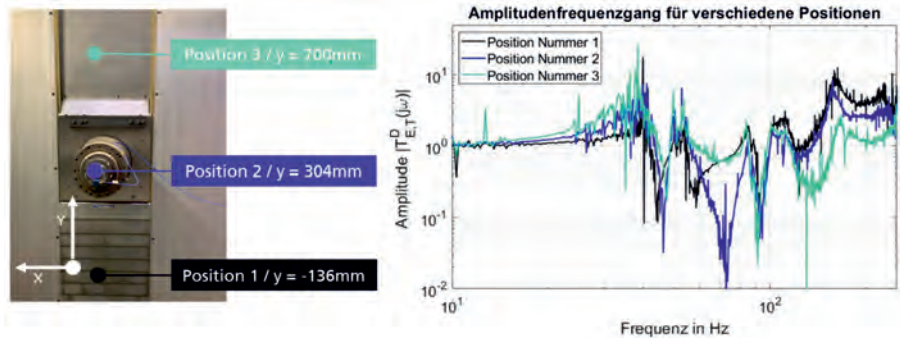 Position 3 / y = 700mm
Position 2 / y = 304mm
Y
X
Position 1 / y = -136mm
Amplitudenfrequenzgang für verschiedene Positionen
Position Nummer 1
Position Nummer 2
Position Nummer 3
Amplitude |T^D_{E,T}(jω)|
10^1
10^0
10^-1
10^-2
10^1
10^2
Frequenz in Hz